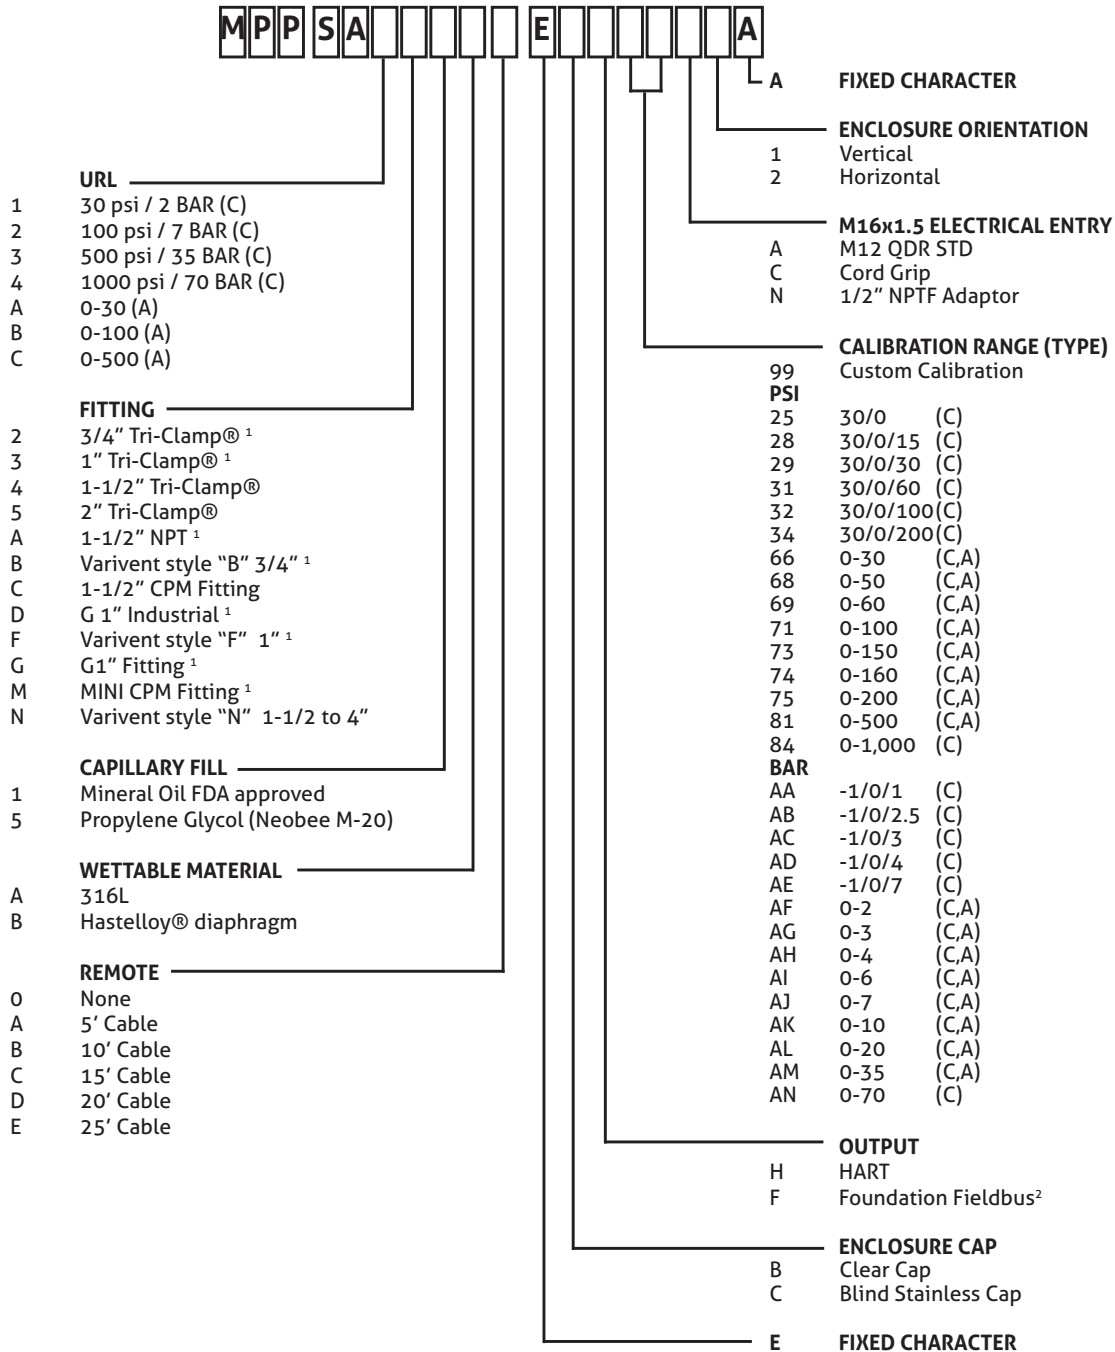 MPP SA E A
URL
1 30 psi / 2 BAR (C)
2 100 psi / 7 BAR (C)
3 500 psi / 35 BAR (C)
4 1000 psi / 70 BAR (C)
A 0-30 (A)
B 0-100 (A)
C 0-500 (A)
FITTING
2 3/4" Tri-Clamp® ¹
3 1" Tri-Clamp® ¹
4 1-1/2" Tri-Clamp®
5 2" Tri-Clamp®
A 1-1/2" NPT ¹
B Varivent style "B" 3/4" ¹
C 1-1/2" CPM Fitting
D G 1" Industrial ¹
F Varivent style "F" 1" ¹
G G1" Fitting ¹
M MINI CPM Fitting ¹
N Varivent style "N" 1-1/2 to 4"
CAPILLARY FILL
1 Mineral Oil FDA approved
5 Propylene Glycol (Neobee M-20)
WETTABLE MATERIAL
A 316L
B Hastelloy® diaphragm
REMOTE
0 None
A 5' Cable
B 10' Cable
C 15' Cable
D 20' Cable
E 25' Cable
A FIXED CHARACTER
ENCLOSURE ORIENTATION
1 Vertical
2 Horizontal
M16x1.5 ELECTRICAL ENTRY
A M12 QDR STD
C Cord Grip
N 1/2" NPTF Adaptor
CALIBRATION RANGE (TYPE)
99 Custom Calibration
PSI
25 30/0 (C)
28 30/0/15 (C)
29 30/0/30 (C)
31 30/0/60 (C)
32 30/0/100 (C)
34 30/0/200 (C)
66 0-30 (C,A)
68 0-50 (C,A)
69 0-60 (C,A)
71 0-100 (C,A)
73 0-150 (C,A)
74 0-160 (C,A)
75 0-200 (C,A)
81 0-500 (C,A)
84 0-1,000 (C)
BAR
AA -1/0/1 (C)
AB -1/0/2.5 (C)
AC -1/0/3 (C)
AD -1/0/4 (C)
AE -1/0/7 (C)
AF 0-2 (C,A)
AG 0-3 (C,A)
AH 0-4 (C,A)
AI 0-6 (C,A)
AJ 0-7 (C,A)
AK 0-10 (C,A)
AL 0-20 (C,A)
AM 0-35 (C,A)
AN 0-70 (C)
OUTPUT
H HART
F Foundation Fieldbus²
ENCLOSURE CAP
B Clear Cap
C Blind Stainless Cap
E FIXED CHARACTER